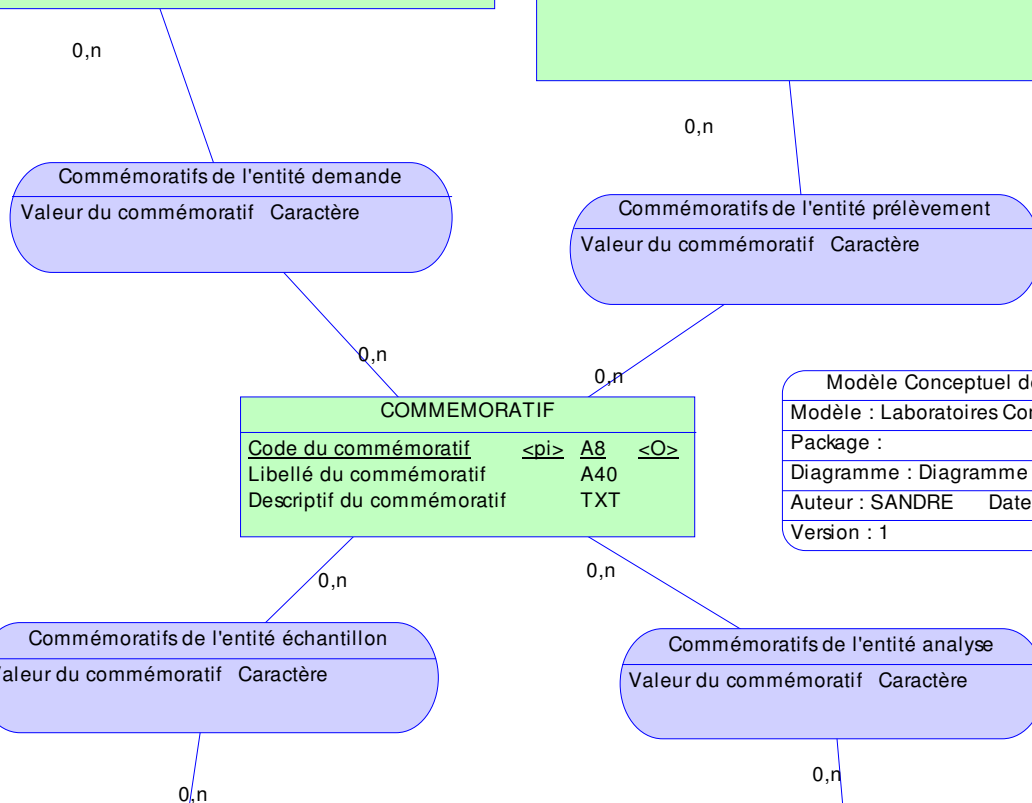 0,n
0,n
Commémoratifs de l'entité demande
Valeur du commémoratif Caractère
Commémoratifs de l'entité prélèvement
Valeur du commémoratif Caractère
0,n
0,n
COMMEMORATIF
Code du commémoratif <pi> A8 <O>
Libellé du commémoratif A40
Descriptif du commémoratif TXT
Modèle Conceptuel de
Modèle : Laboratoires Con
Package :
Diagramme : Diagramme
Auteur : SANDRE Date
Version : 1
0,n
0,n
Commémoratifs de l'entité échantillon
Valeur du commémoratif Caractère
Commémoratifs de l'entité analyse
Valeur du commémoratif Caractère
0,n
0,n